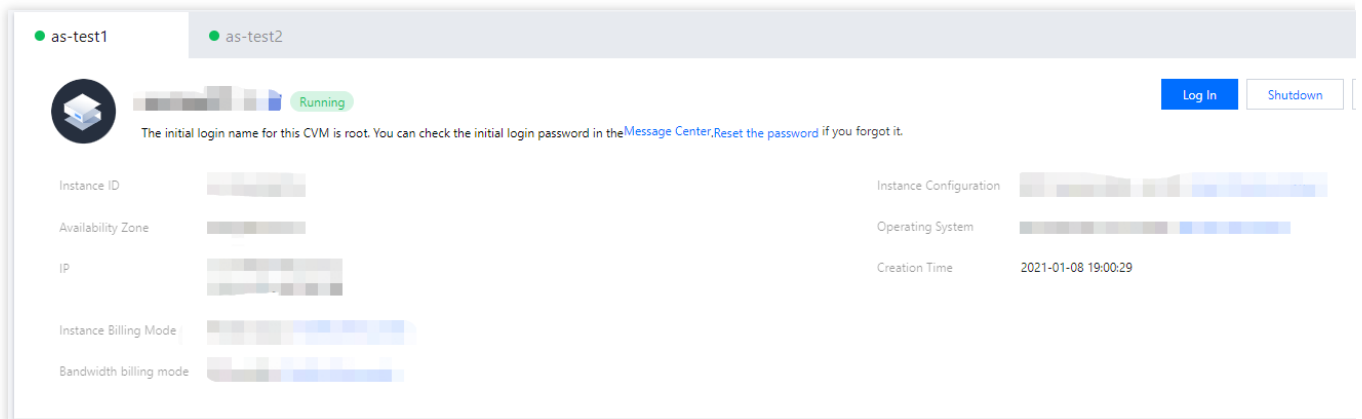 as-test1 as-test2
Running
Log In Shutdown
The initial login name for this CVM is root. You can check the initial login password in the Message Center,Reset the password if you forgot it.
Instance ID
Instance Configuration
Availability Zone
Operating System
IP
Creation Time 2021-01-08 19:00:29
Instance Billing Mode
Bandwidth billing mode